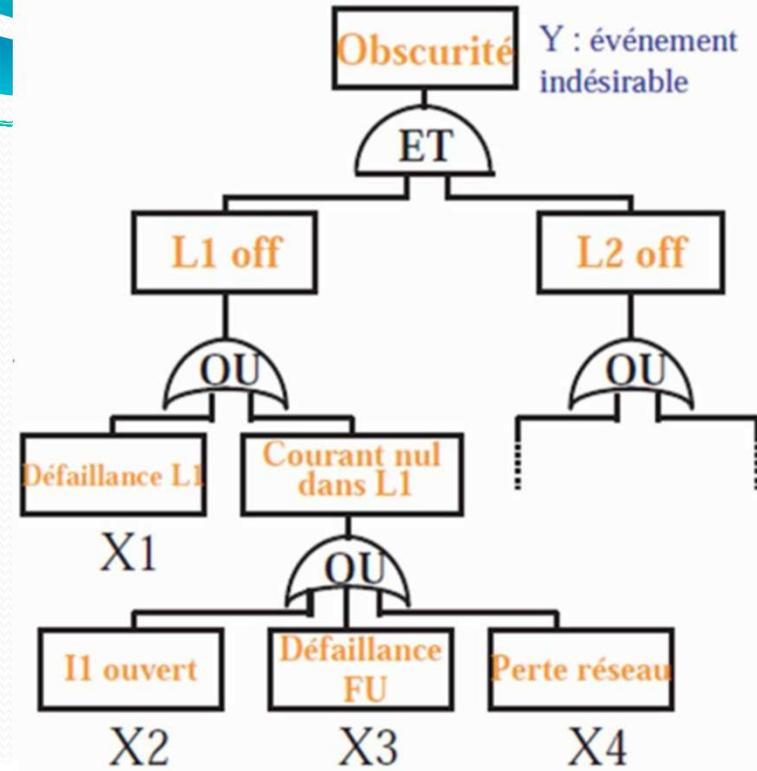 Obscurité
Y : événement
indésirable
ET
L1 off
L2 off
OU
OU
Défaillance L1
Courant nul
dans L1
X1
OU
I1 ouvert
Défaillance
FU
Perte réseau
X2
X3
X4